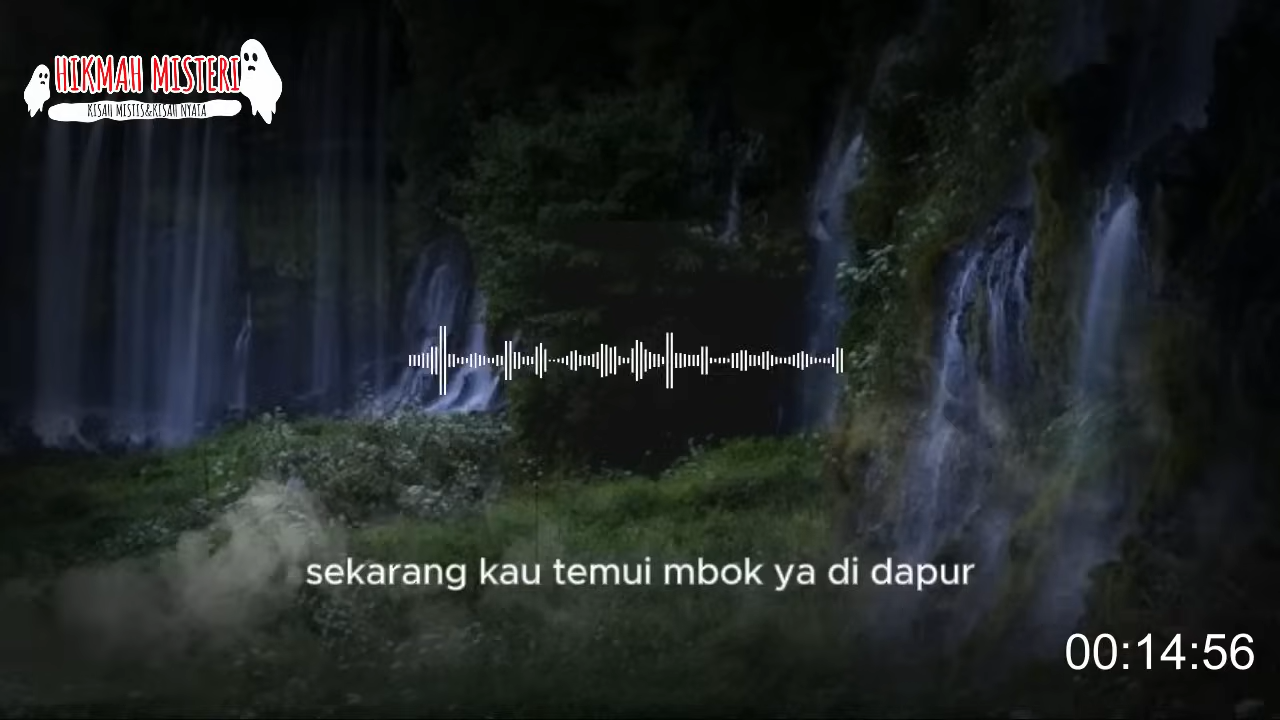 HIKMAH MISTERI
KISAH MISTIS&KISAH NYATA
sekarang kau temui mbok ya di dapur
00:14:56